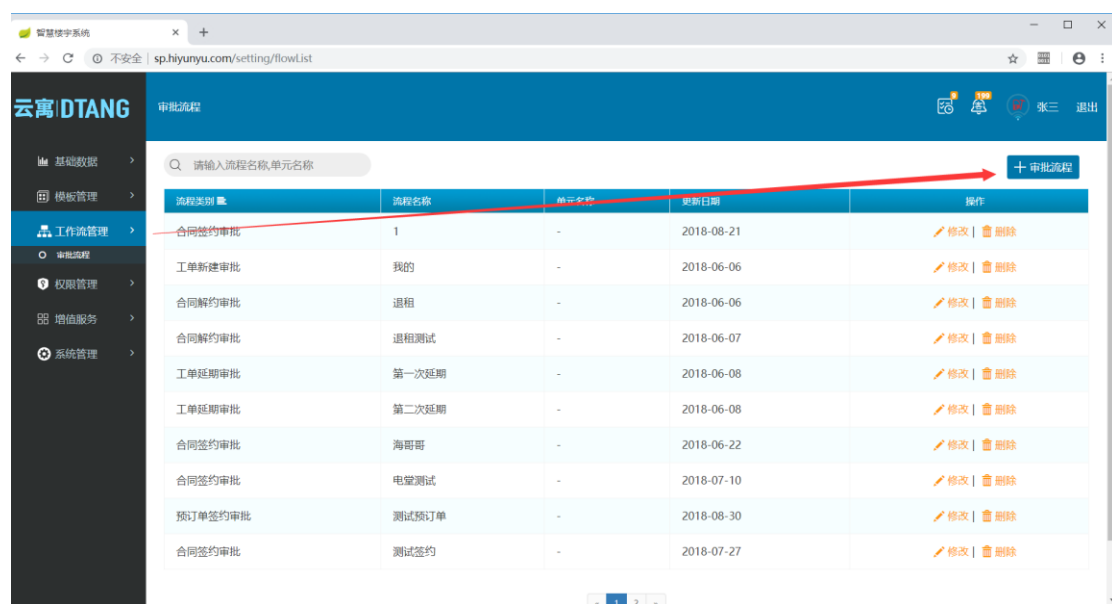 智慧楼宇系统
不安全 | sp.hiyunyu.com/setting/flowList
云寓|DTANG
审批流程
9
199
张三
退出
基础数据
模板管理
工作流管理
审批流程
权限管理
增值服务
系统管理
请输入流程名称,单元名称
审批流程
流程类别 流程名称 单元名称 更新日期 操作
合同签约审批 1 - 2018-08-21 修改 | 删除
工单新建审批 我的 - 2018-06-06 修改 | 删除
合同解约审批 退租 - 2018-06-06 修改 | 删除
合同解约审批 退租测试 - 2018-06-07 修改 | 删除
工单延期审批 第一次延期 - 2018-06-08 修改 | 删除
工单延期审批 第二次延期 - 2018-06-08 修改 | 删除
合同签约审批 海哥哥 - 2018-06-22 修改 | 删除
合同签约审批 电堂测试 - 2018-07-10 修改 | 删除
预订单签约审批 测试预订单 - 2018-08-30 修改 | 删除
合同签约审批 测试签约 - 2018-07-27 修改 | 删除
1 2